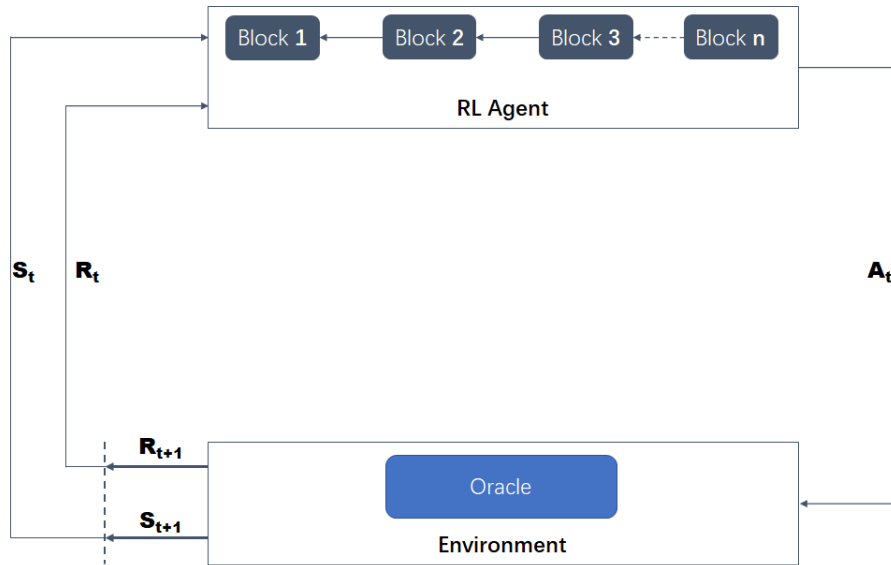 Block 1
Block 2
Block 3
Block n
RL Agent
St
Rt
At
Rt+1
St+1
Oracle
Environment